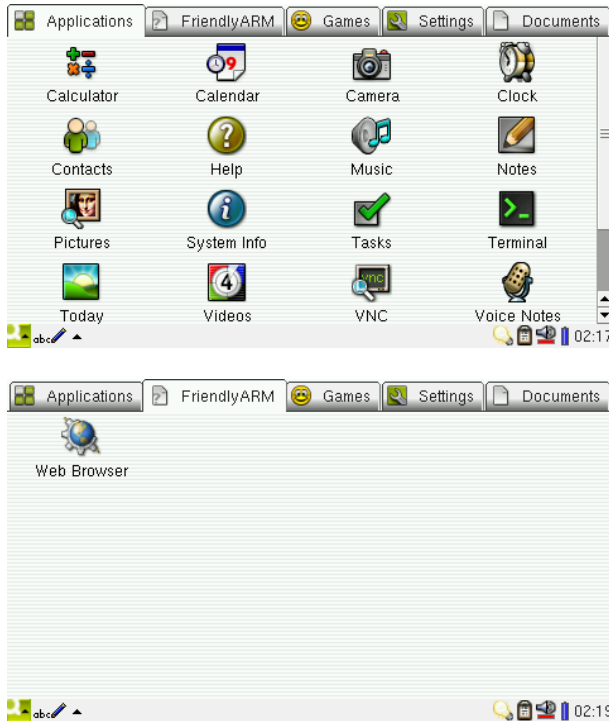 Applications FriendlyARM Games Settings Documents
Calculator Calendar Camera Clock
Contacts Help Music Notes
Pictures System Info Tasks Terminal
Today Videos VNC Voice Notes
abc 02:17
Applications FriendlyARM Games Settings Documents
Web Browser
abc 02:19